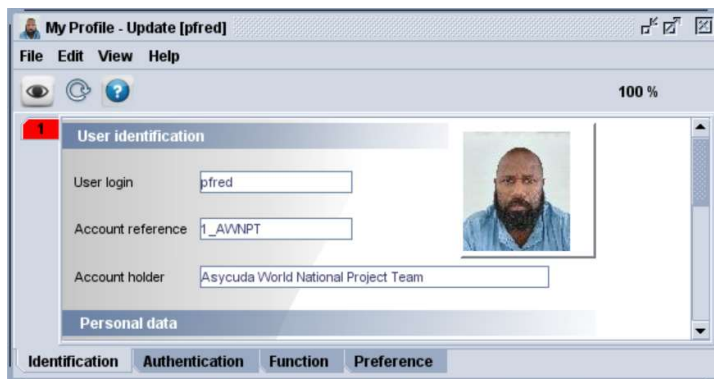 My Profile - Update [pfred]
File Edit View Help
100 %
1
User identification
User login pfred
Account reference 1_AWNPT
Account holder Asycuda World National Project Team
Personal data
Identification Authentication Function Preference